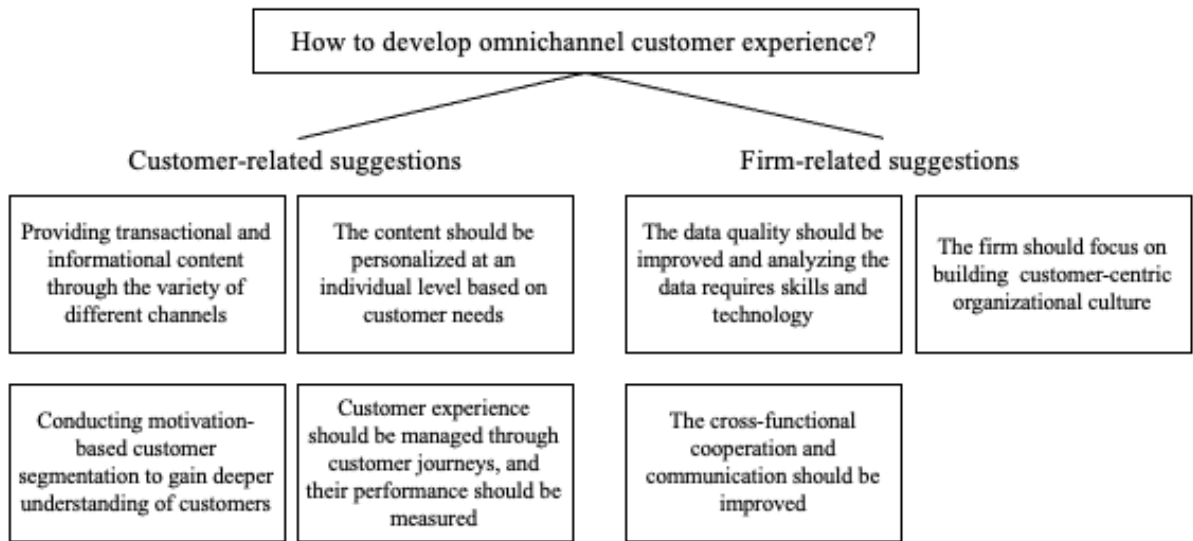 How to develop omnichannel customer experience?
Customer-related suggestions
Firm-related suggestions
Providing transactional and
informational content
through the variety of
different channels
The content should be
personalized at an
individual level based on
customer needs
The data quality should be
improved and analyzing the
data requires skills and
technology
The firm should focus on
building customer-centric
organizational culture
Conducting motivation-
based customer
segmentation to gain deeper
understanding of customers
Customer experience
should be managed through
customer journeys, and
their performance should be
measured
The cross-functional
cooperation and
communication should be
improved